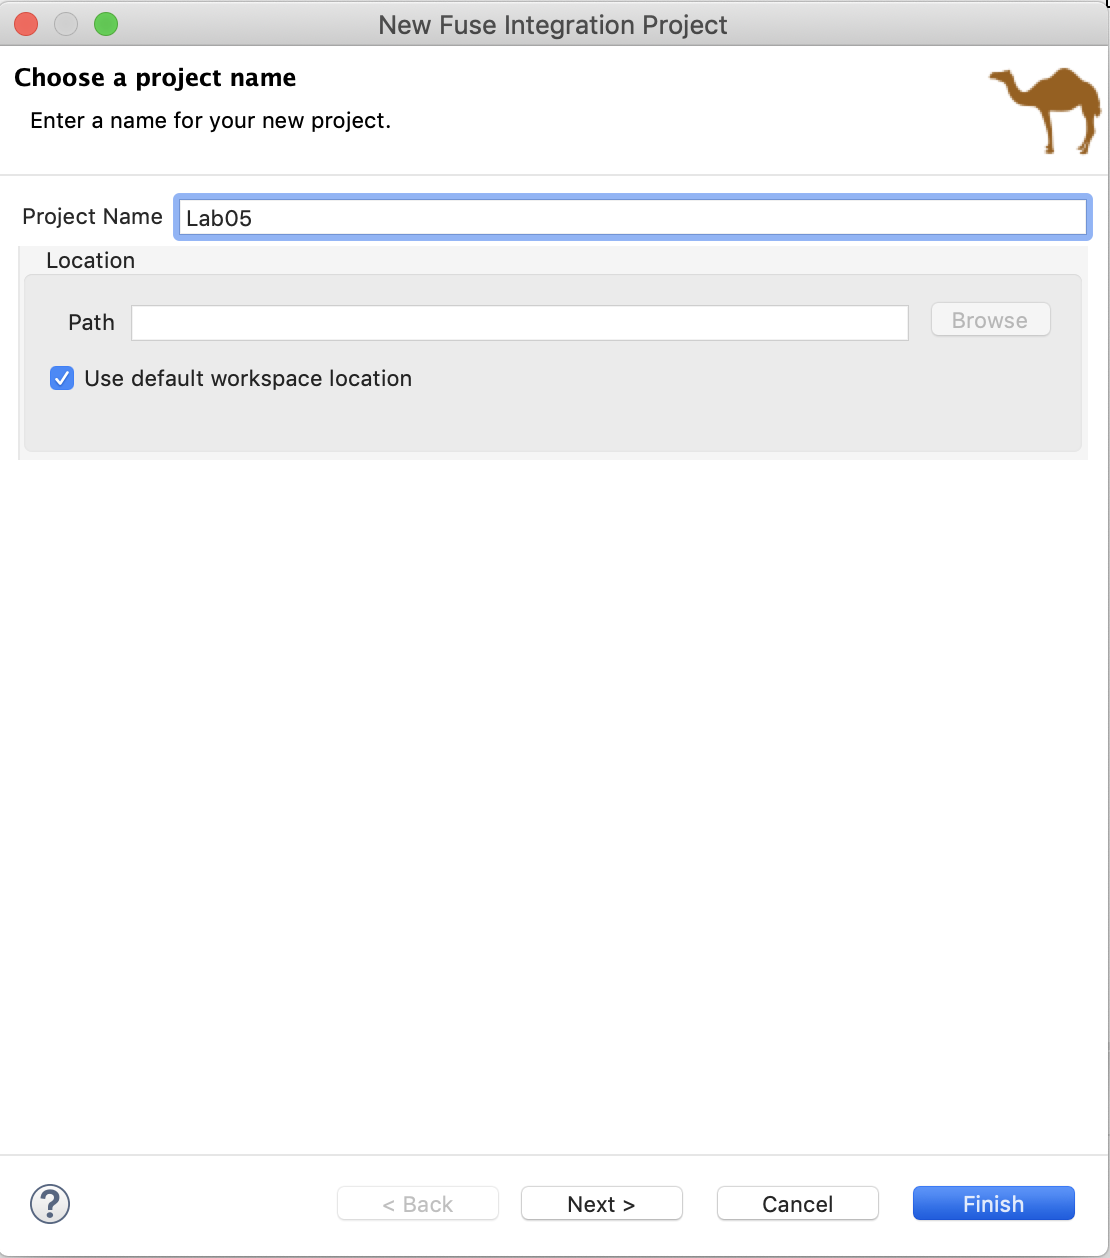 New Fuse Integration Project
Choose a project name
Enter a name for your new project.
Project Name Lab05
Location
Path Browse
Use default workspace location
? < Back Next > Cancel Finish